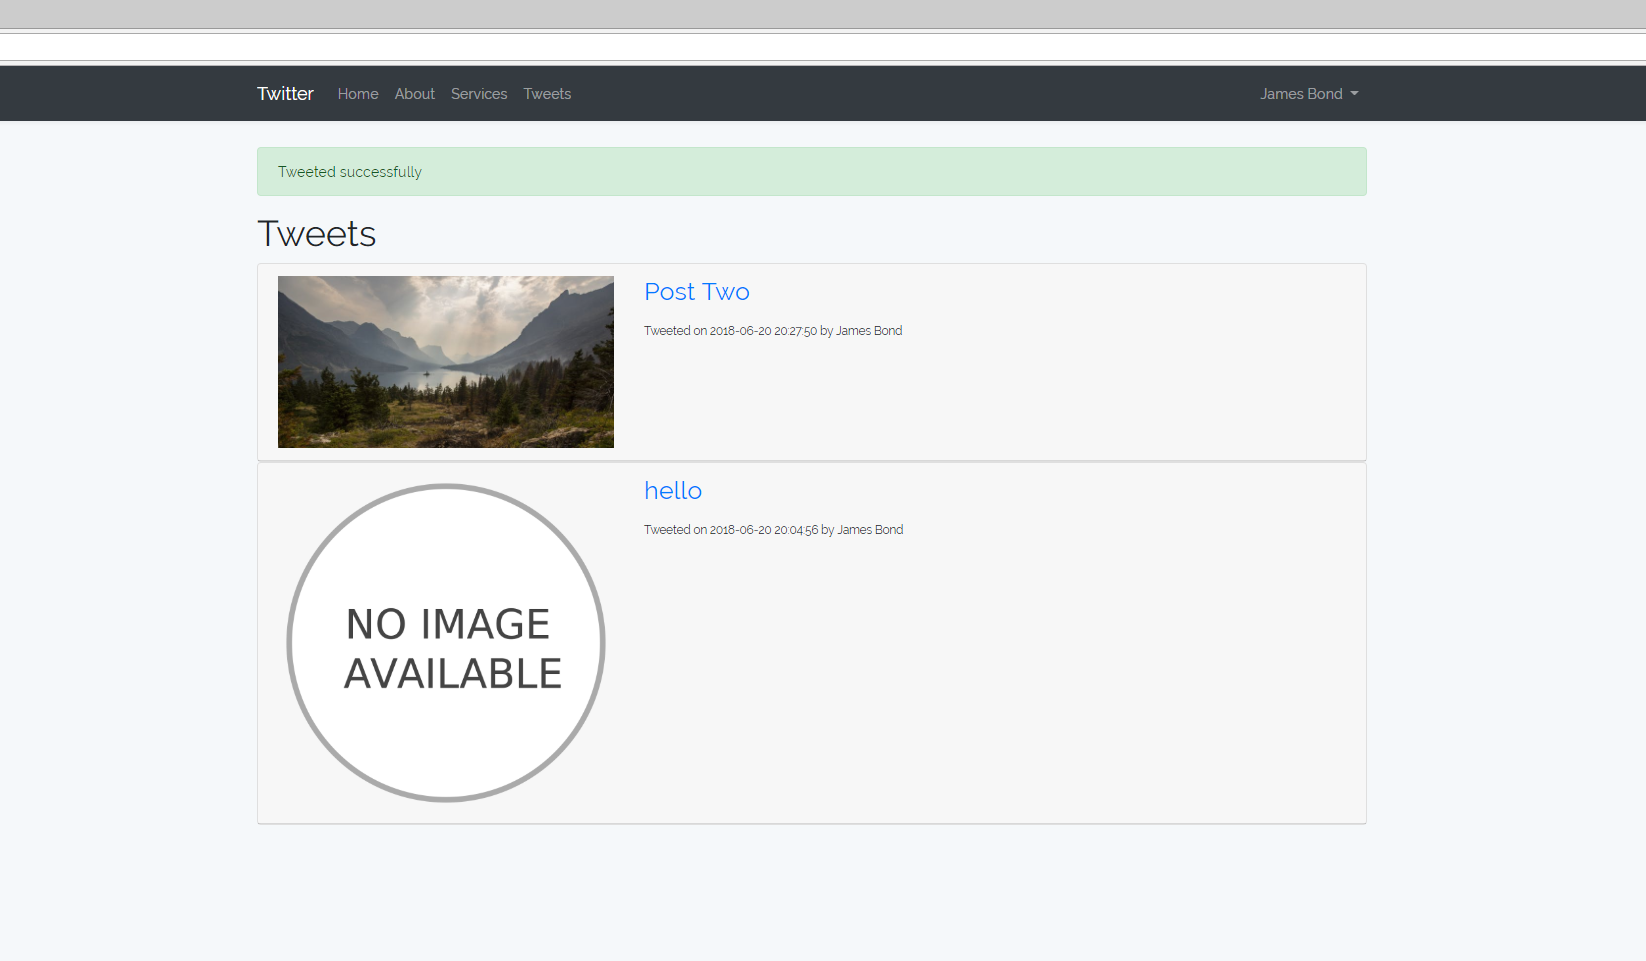 Twitter Home About Services Tweets James Bond
Tweeted successfully
Tweets
Post Two
Tweeted on 2018-06-20 20:27:50 by James Bond
hello
Tweeted on 2018-06-20 20:04:56 by James Bond
NO IMAGE
AVAILABLE